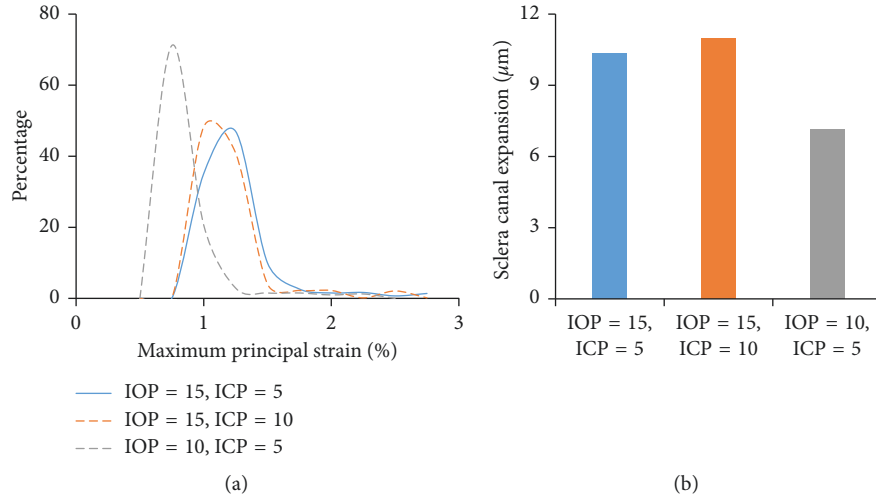 80
60
40
20
0
Percentage
0
1
2
3
Maximum principal strain (%)
IOP = 15, ICP = 5
IOP = 15, ICP = 10
IOP = 10, ICP = 5
(a)
12
9
6
3
0
Sclera canal expansion (μm)
IOP = 15,
ICP = 5
IOP = 15,
ICP = 10
IOP = 10,
ICP = 5
(b)